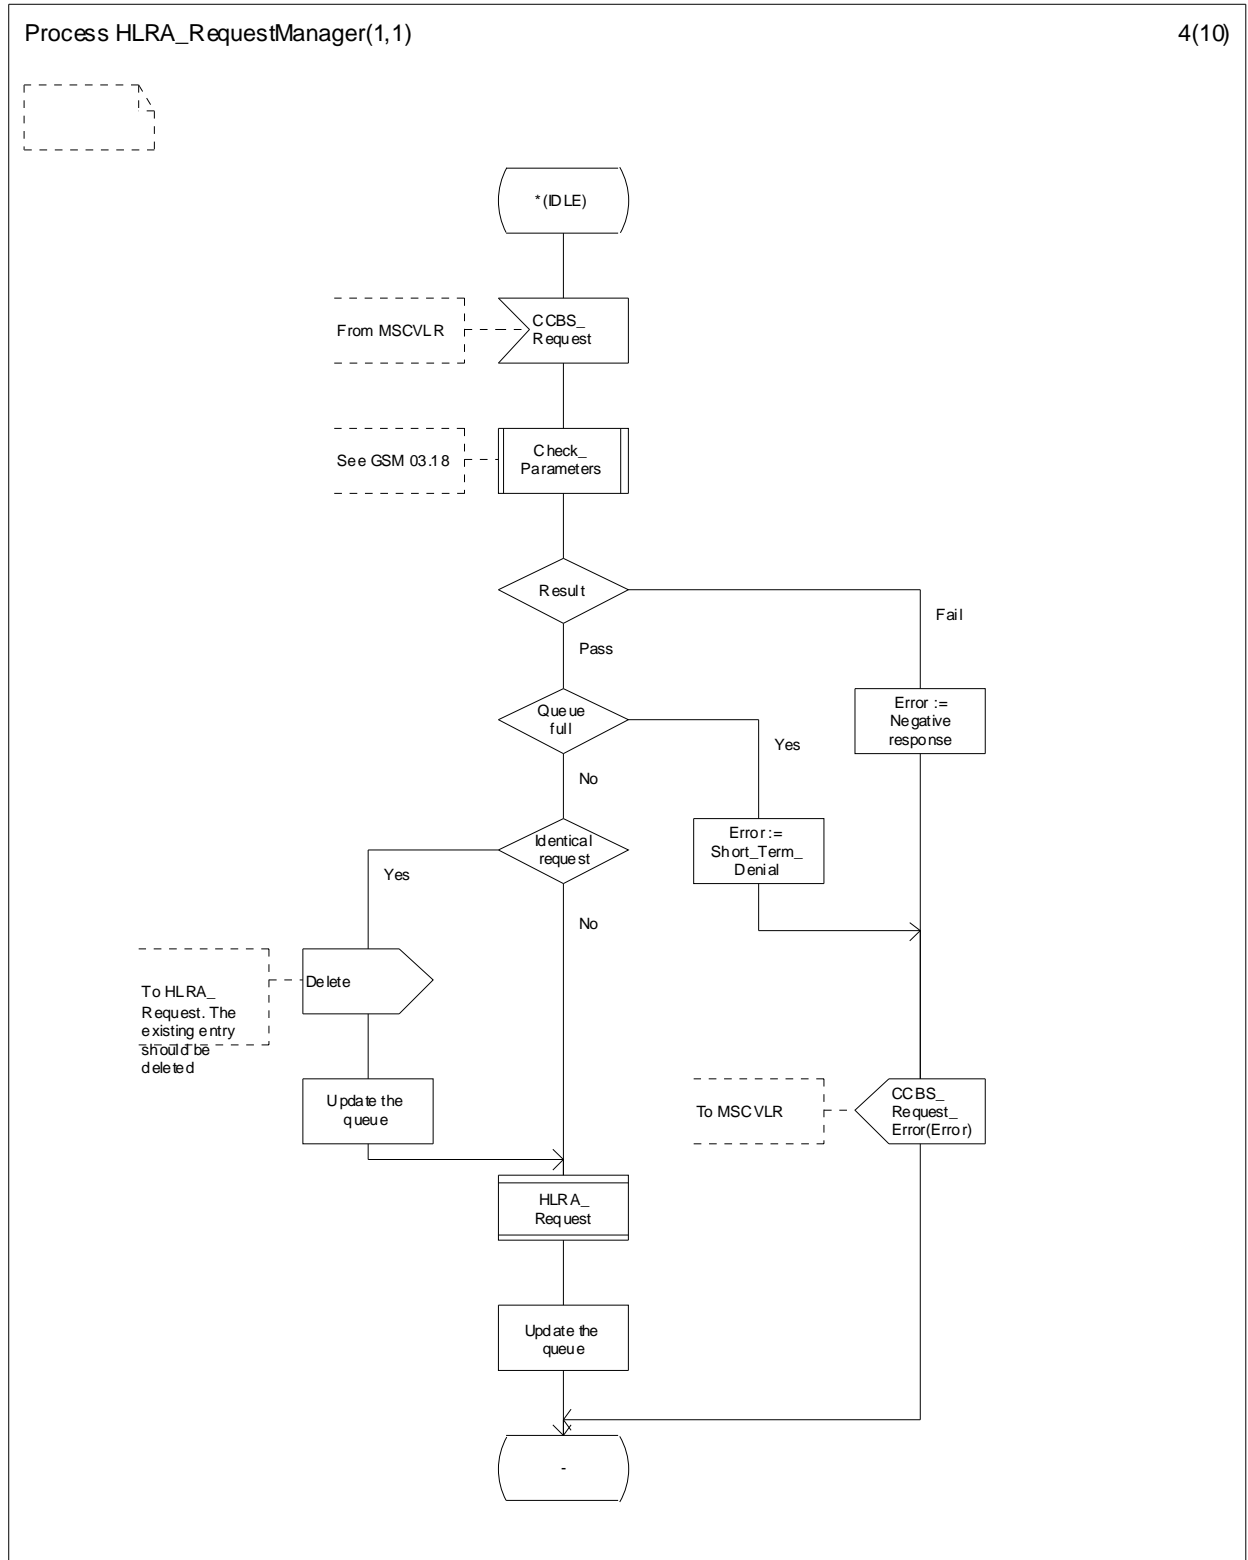 Process HLRA_RequestManager(1,1)
4(10)
*(IDLE)
From MSCVLR
CCBS_
Request
See GSM 03.18
Check_
Parameters
Result
Fail
Pass
Queue
full
Yes
Error :=
Negative
response
No
Identical
request
Yes
Error :=
Short_Term_
Denial
No
Delete
To HLRA_
Request. The
existing entry
should be
deleted
Update the
queue
To MSCVLR
CCBS_
Request_
Error(Error)
HLRA_
Request
Update the
queue
-